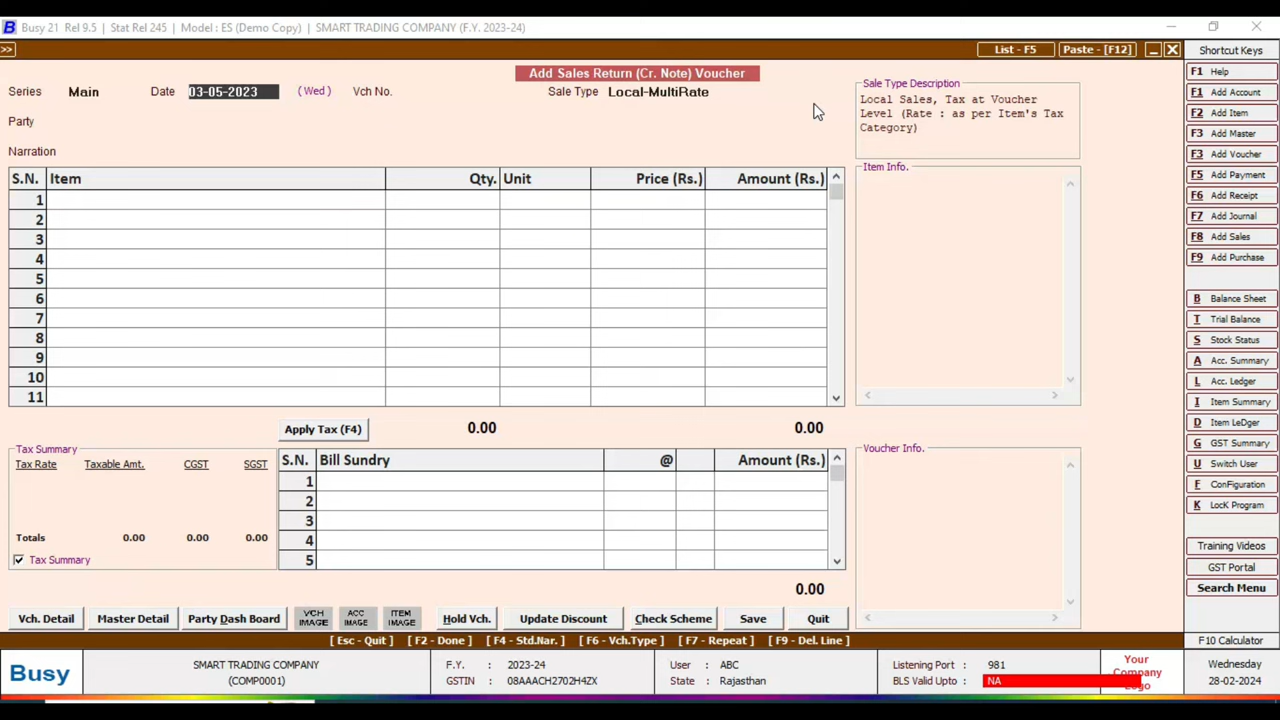 Busy 21 Rel 9.5 | Stat Rel 245 | Model : ES (Demo Copy) | SMART TRADING COMPANY (F.Y. 2023-24)
>> List - F5 Paste - [F12] Shortcut Keys
Add Sales Return (Cr. Note) Voucher
Series Main Date 03-05-2023 (Wed) Vch No. Sale Type Local-MultiRate
Party
Narration
Sale Type Description
Local Sales, Tax at Voucher
Level (Rate : as per Item's Tax
Category)
S.N. Item Qty. Unit Price (Rs.) Amount (Rs.)
1
2
3
4
5
6
7
8
9
10
11
Item Info.
Apply Tax (F4) 0.00 0.00
Tax Summary
Tax Rate Taxable Amt. CGST SGST
Totals 0.00 0.00 0.00
Tax Summary
S.N. Bill Sundry @ Amount (Rs.)
1
2
3
4
5
0.00
Voucher Info.
Vch. Detail Master Detail Party Dash Board VCH IMAGE ACC IMAGE ITEM IMAGE Hold Vch. Update Discount Check Scheme Save Quit
[ Esc - Quit ] [ F2 - Done ] [ F4 - Std.Nar. ] [ F6 - Vch.Type ] [ F7 - Repeat ] [ F9 - Del. Line ]
F1 Help
F1 Add Account
F2 Add Item
F3 Add Master
F3 Add Voucher
F5 Add Payment
F6 Add Receipt
F7 Add Journal
F8 Add Sales
F9 Add Purchase
B Balance Sheet
T Trial Balance
S Stock Status
A Acc. Summary
L Acc. Ledger
I Item Summary
D Item LeDger
G GST Summary
U Switch User
F ConFiguration
K LocK Program
Training Videos
GST Portal
Search Menu
F10 Calculator
Busy
SMART TRADING COMPANY
(COMP0001)
F.Y. : 2023-24
GSTIN : 08AAACH2702H4ZX
User : ABC
State : Rajasthan
Listening Port : 981
BLS Valid Upto : NA
Your
Company
Logo
Wednesday
28-02-2024